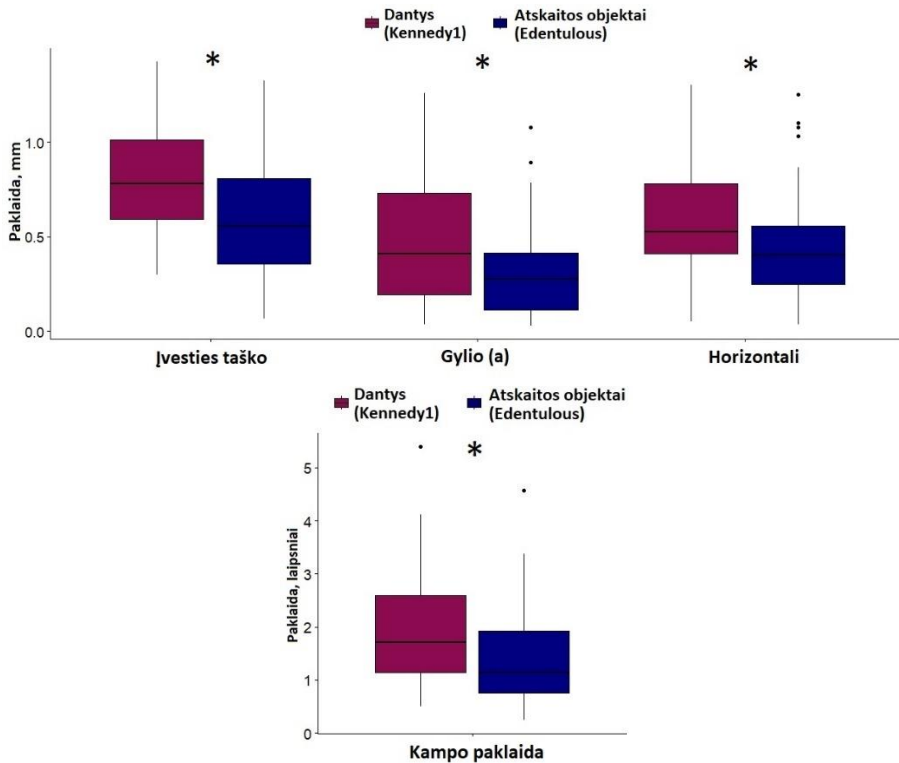 Dantys
(Kennedy1)
Atskaitos objektai
(Edentulous)
Paklaida, mm
1.0
0.5
0.0
*
*
*
Įvesties taško
Gylio (a)
Horizontali
Dantys
(Kennedy1)
Atskaitos objektai
(Edentulous)
Paklaida, laipsniai
5
4
3
2
1
0
*
Kampo paklaida